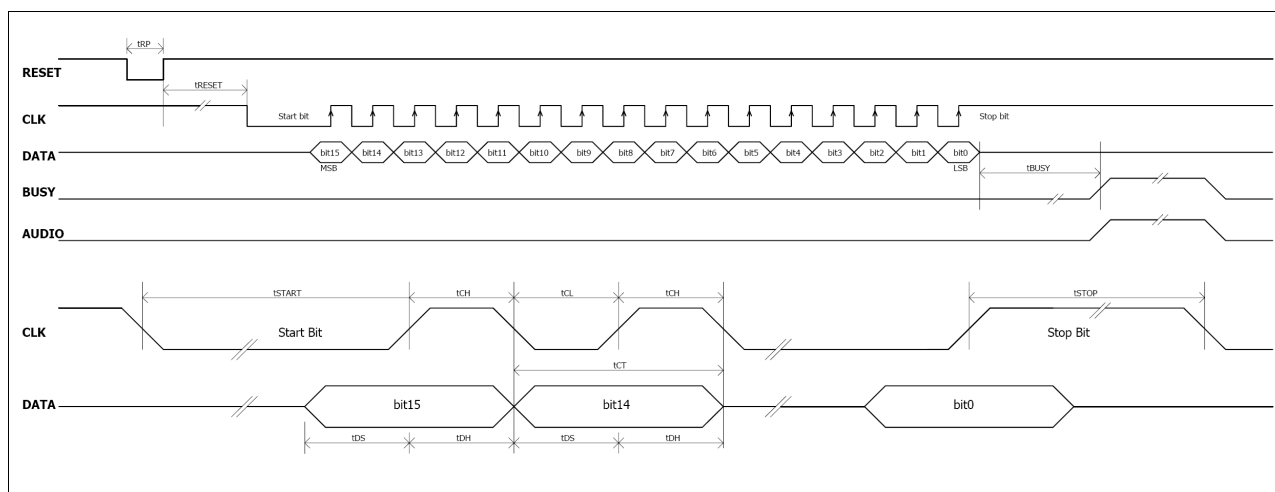 tRP
RESET
tRESET
CLK Start bit Stop bit
DATA bit15 bit14 bit13 bit12 bit11 bit10 bit9 bit8 bit7 bit6 bit5 bit4 bit3 bit2 bit1 bit0
MSB LSB tBUSY
BUSY
AUDIO
tSTART tCH tCL tCH tSTOP
CLK Start Bit Stop Bit
tCT
DATA bit15 bit14 bit0
tDS tDH tDS tDH